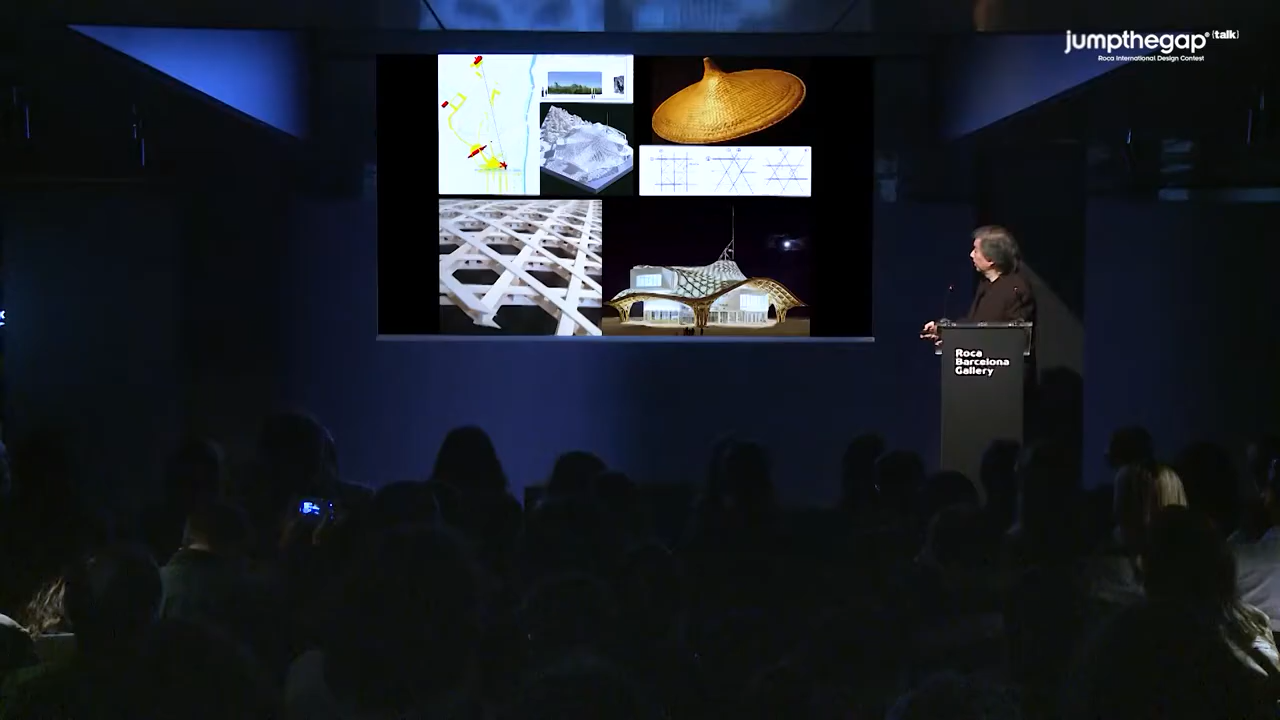 jumpthegap® {talk}
Roca International Design Contest
Roca
Barcelona
Gallery